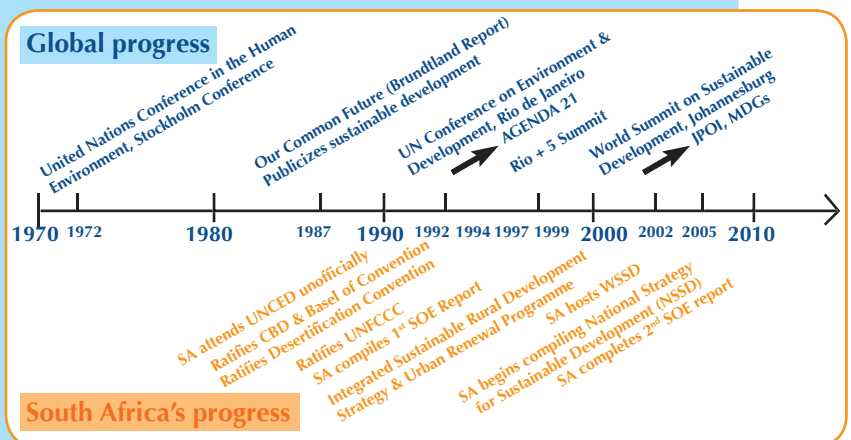 Global progress
United Nations Conference in the Human
Environment, Stockholm Conference
Our Common Future (Brundtland Report)
Publicizes sustainable development
UN Conference on Environment &
Development, Rio de Janeiro
AGENDA 21
Rio + 5 Summit
World Summit on Sustainable
Development, Johannesburg
JPOI, MDGs
1970 1972 1980 1987 1990 1992 1994 1997 1999 2000 2002 2005 2010
SA attends UNCED unofficially
Ratifies CBD & Basel of Convention
Ratifies Desertification Convention
Ratifies UNFCCC
SA compiles 1st SOE Report
Integrated Sustainable Rural Development
Strategy & Urban Renewal Programme
SA hosts WSSD
SA begins compiling National Strategy
for Sustainable Development (NSSD)
SA completes 2nd SOE report
South Africa's progress